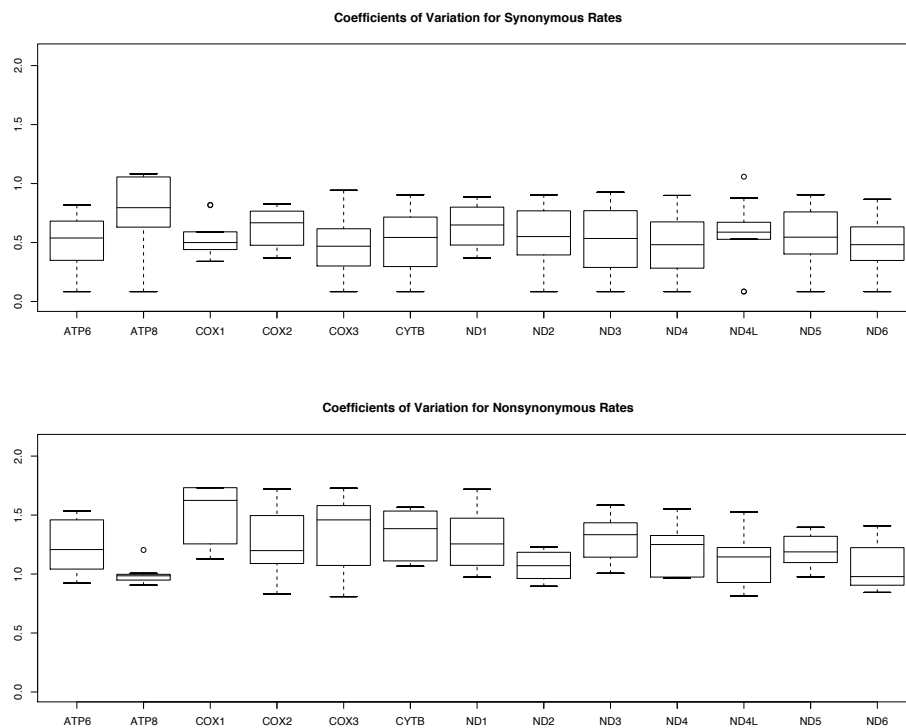 Coefficients of Variation for Synonymous Rates
2.0
1.5
1.0
0.5
0.0
ATP6 ATP8 COX1 COX2 COX3 CYTB ND1 ND2 ND3 ND4 ND4L ND5 ND6
Coefficients of Variation for Nonsynonymous Rates
2.0
1.5
1.0
0.5
0.0
ATP6 ATP8 COX1 COX2 COX3 CYTB ND1 ND2 ND3 ND4 ND4L ND5 ND6